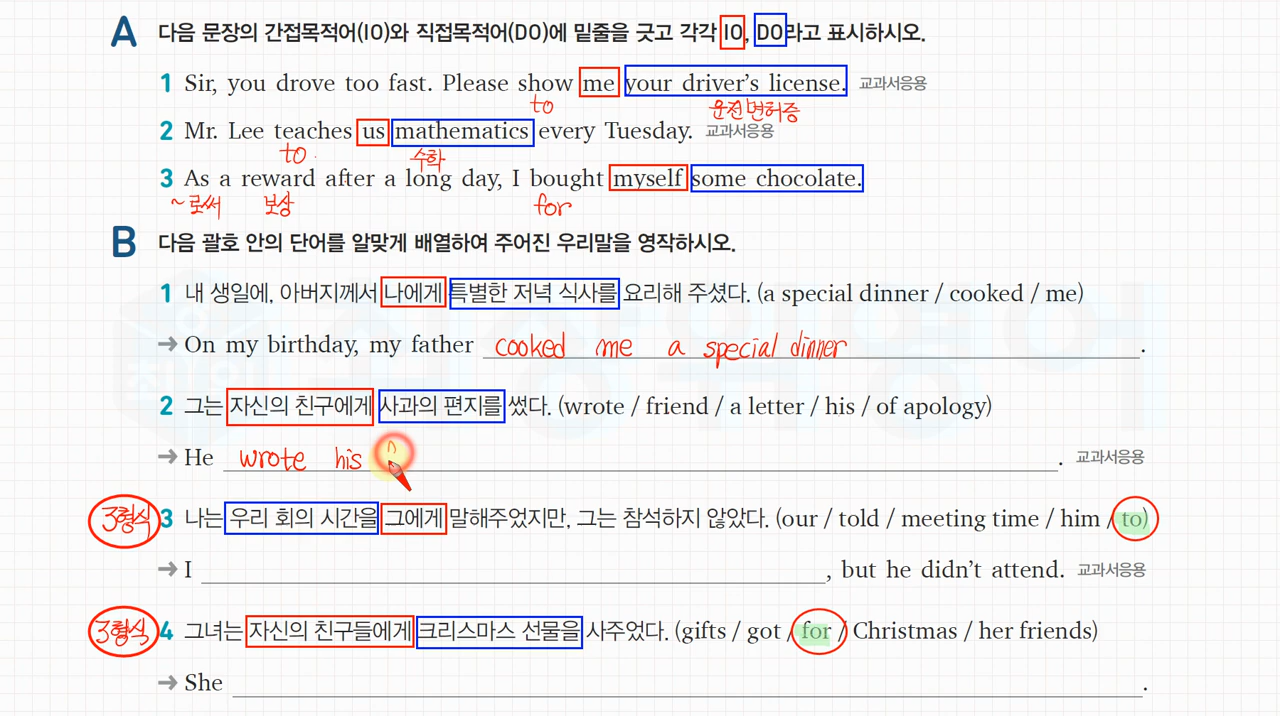 A 다음 문장의 간접목적어(IO)와 직접목적어(DO)에 밑줄을 긋고 각각 IO, DO라고 표시하시오.
1 Sir, you drove too fast. Please show me your driver's license. 교과서응용
to 운전면허증
2 Mr. Lee teaches us mathematics every Tuesday. 교과서응용
to. 수학
3 As a reward after a long day, I bought myself some chocolate.
~로써 보상 for
B 다음 괄호 안의 단어를 알맞게 배열하여 주어진 우리말을 영작하시오.
1 내 생일에, 아버지께서 나에게 특별한 저녁 식사를 요리해 주셨다. (a special dinner / cooked / me)
→ On my birthday, my father cooked me a special dinner.
2 그는 자신의 친구에게 사과의 편지를 썼다. (wrote / friend / a letter / his / of apology)
→ He wrote his . 교과서응용
3형식 3 나는 우리 회의 시간을 그에게 말해주었지만, 그는 참석하지 않았다. (our / told / meeting time / him / to)
→ I , but he didn't attend. 교과서응용
3형식 4 그녀는 자신의 친구들에게 크리스마스 선물을 사주었다. (gifts / got / for / Christmas / her friends)
→ She .